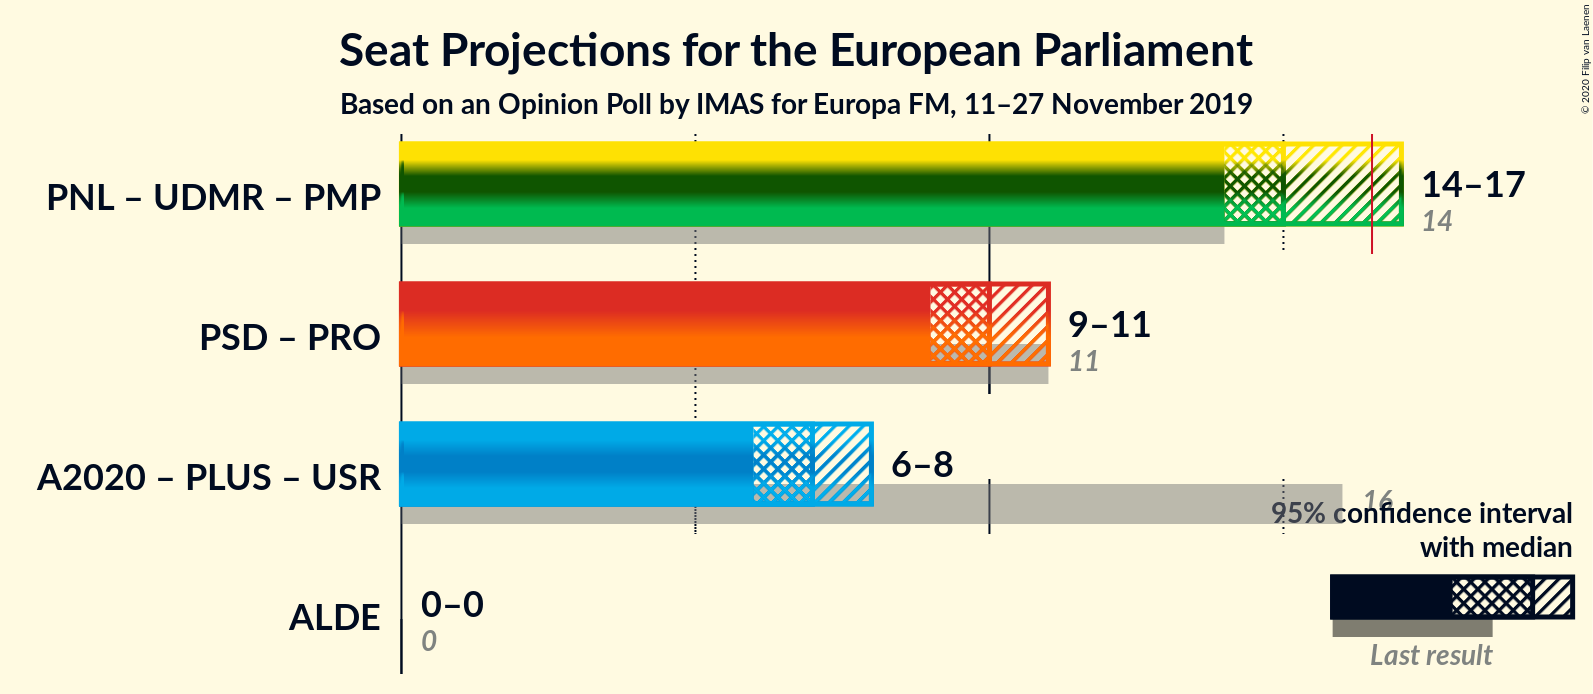 Seat Projections for the European Parliament
Based on an Opinion Poll by IMAS for Europa FM, 11–27 November 2019
© 2020 Filip van Laenen
PNL – UDMR – PMP
14–17
14
PSD – PRO
9–11
11
A2020 – PLUS – USR
6–8
16
ALDE
0–0
0
95% confidence interval
with median
Last result